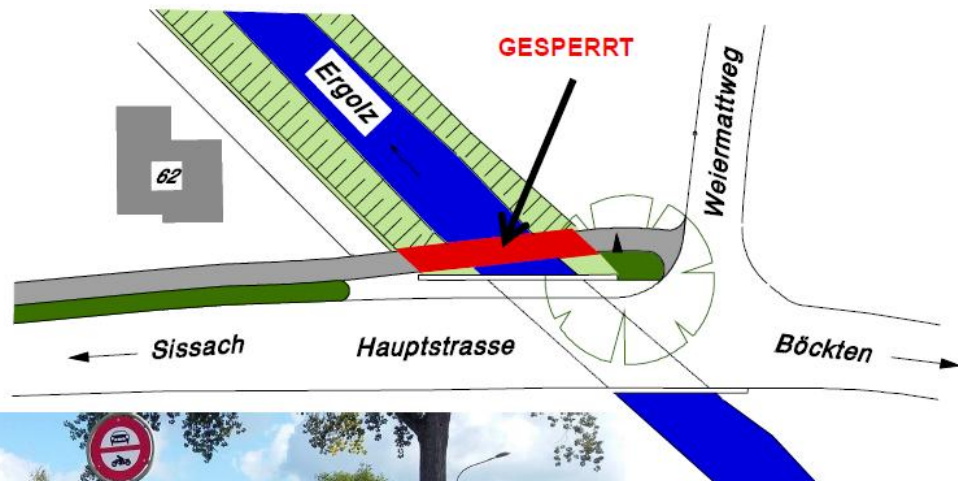 GESPERRT
Ergolz
Weiermattweg
62
Sissach
Hauptstrasse
Böckten